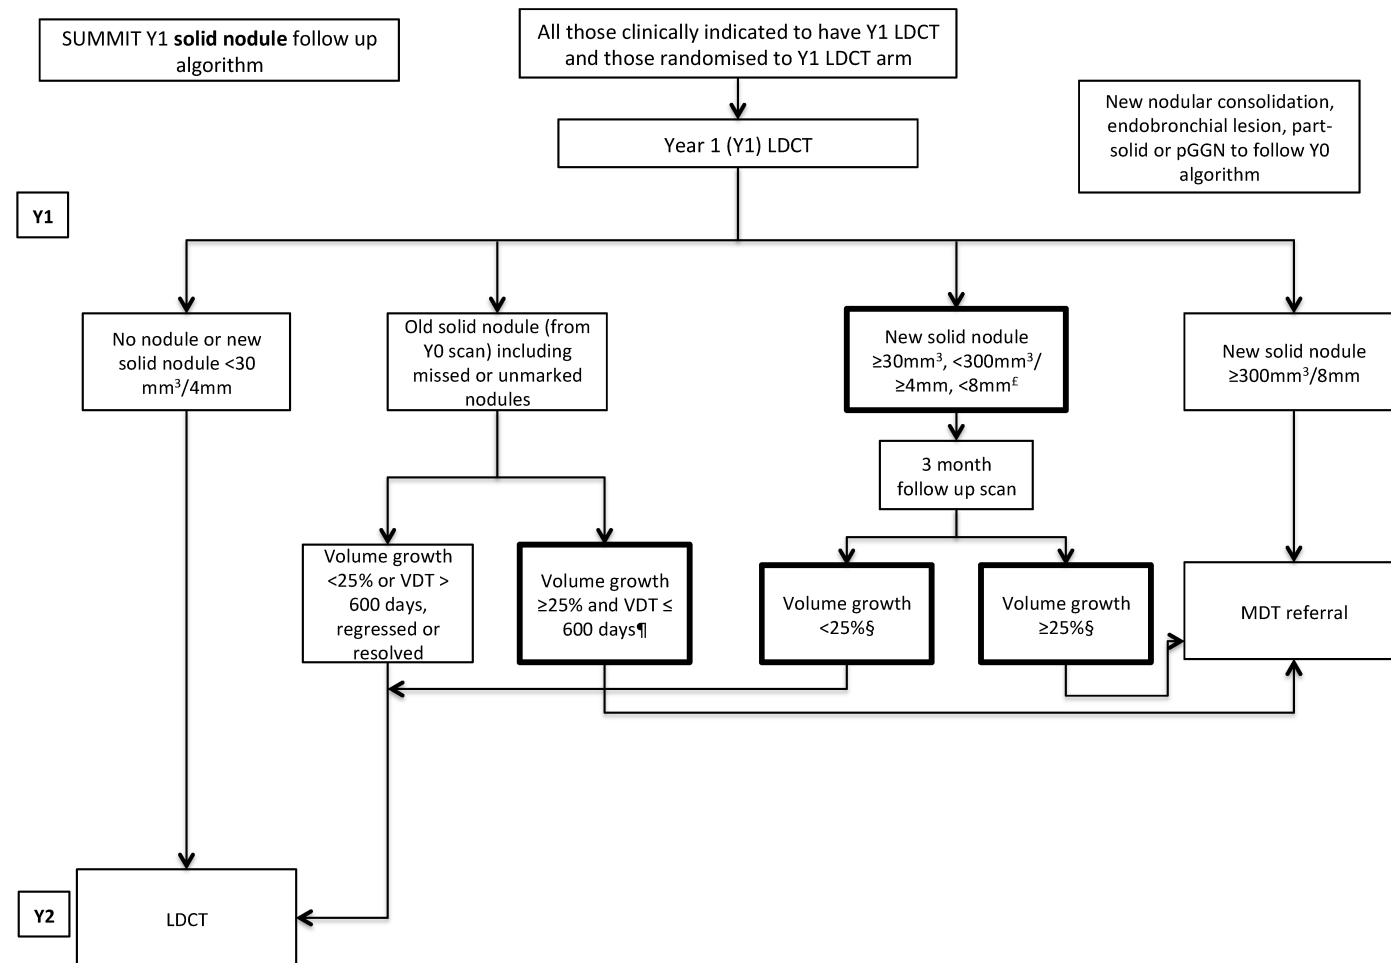 SUMMIT Y1 solid nodule follow up
algorithm
All those clinically indicated to have Y1 LDCT
and those randomised to Y1 LDCT arm
New nodular consolidation,
endobronchial lesion, part-
solid or pGGN to follow Y0
algorithm
Year 1 (Y1) LDCT
Y1
No nodule or new
solid nodule <30
mm³/4mm
Old solid nodule (from
Y0 scan) including
missed or unmarked
nodules
New solid nodule
≥30mm³, <300mm³/
≥4mm, <8mm£
New solid nodule
≥300mm³/8mm
3 month
follow up scan
Volume growth
<25% or VDT >
600 days,
regressed or
resolved
Volume growth
≥25% and VDT ≤
600 days¶
Volume growth
<25%§
Volume growth
≥25%§
MDT referral
Y2
LDCT